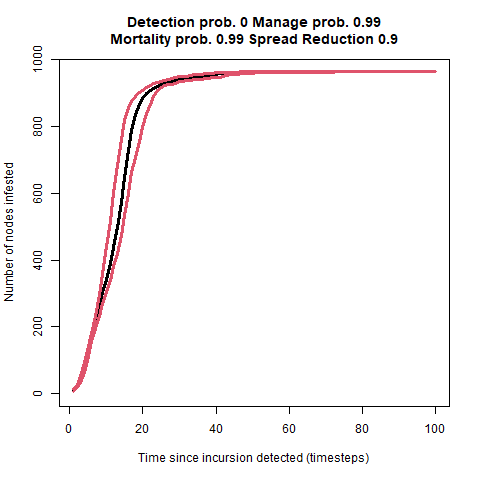 Detection prob. 0 Manage prob. 0.99
Mortality prob. 0.99 Spread Reduction 0.9
1000
800
600
400
200
0
Number of nodes infested
0 20 40 60 80 100
Time since incursion detected (timesteps)